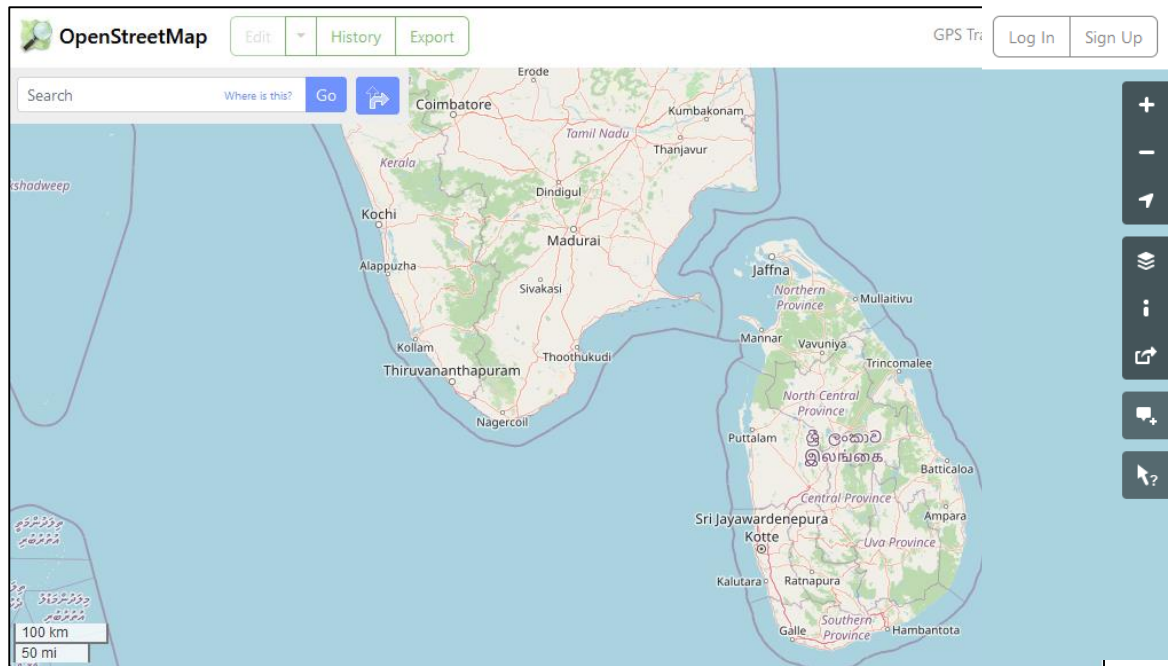 OpenStreetMap
Edit
History
Export
GPS Tra
Log In
Sign Up
Search
Where is this?
Go
Erode
Coimbatore
Kumbakonam
Tamil Nadu
Thanjavur
Kerala
kshadweep
Dindigul
Kochi
Madurai
Alappuzha
Jaffna
Sivakasi
Northern
Province
Mullaitivu
Kollam
Mannar
Vavuniya
Thoothukudi
Trincomalee
Thiruvananthapuram
North Central
Province
Nagercoil
Puttalam
ශ්‍රී ලංකාව
இலங்கை
Batticaloa
Central Province
Sri Jayawardenepura
Kotte
Ampara
ތިލަދުންމަތީ
އުތުރުބުރި
Uva Province
Kalutara
Ratnapura
މިލަދުންމަޑުލު
އުތުރުބުރި
100 km
50 mi
Galle
Southern
Province
Hambantota